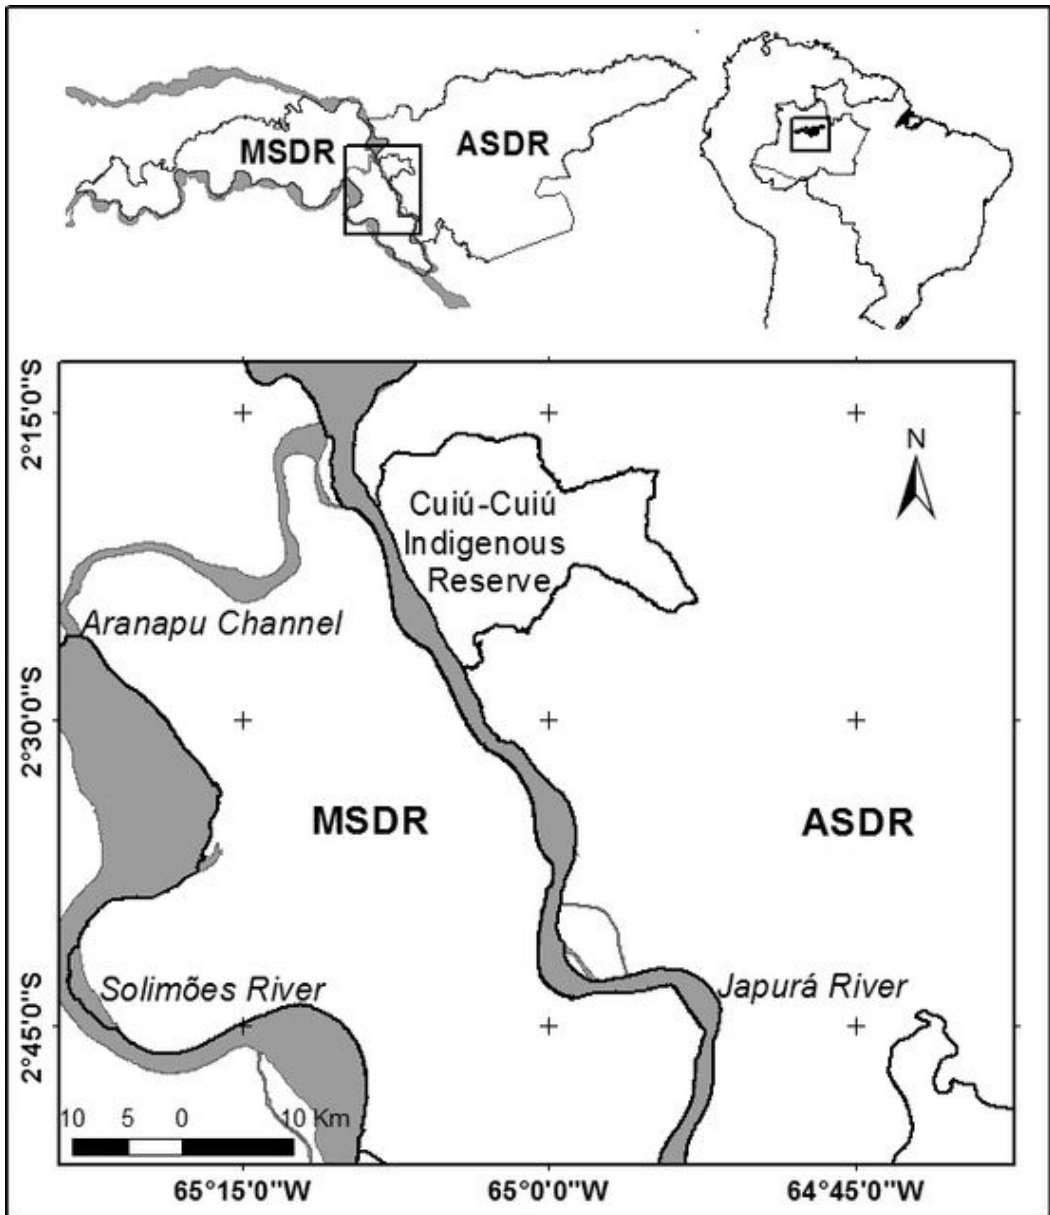 MSDR
ASDR
2°15'0"S
N
Cuiú-Cuiú
Indigenous
Reserve
Aranapu Channel
2°30'0"S
MSDR
ASDR
Solimões River
Japurá River
2°45'0"S
10 5 0 10 Km
65°15'0"W 65°0'0"W 64°45'0"W